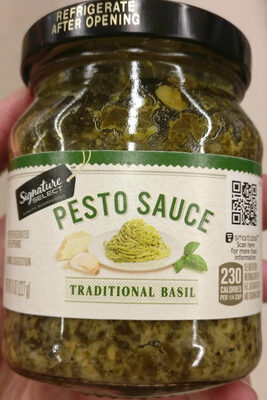 REFRIGERATE
AFTER OPENING
Signature
SELECT
PESTO SAUCE
TRADITIONAL BASIL
smartlabel
Scan here
for more food
information
230
CALORIES
PER 1/4 CUP